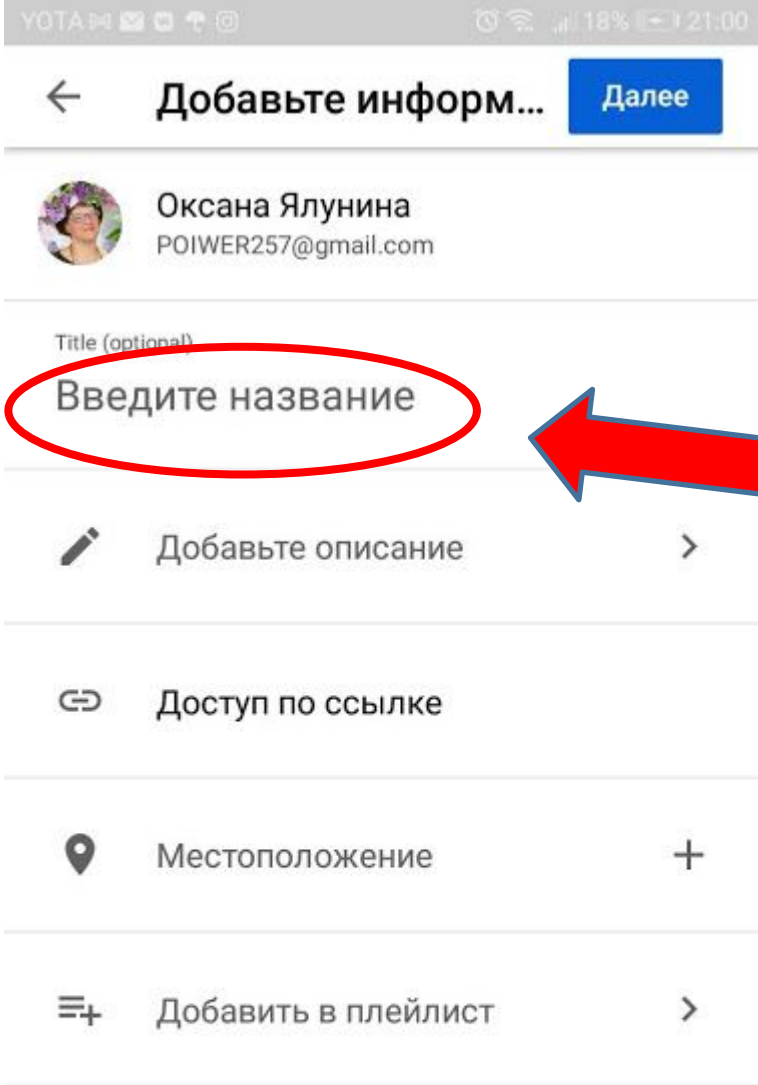 YOTA 18% 21:00
Добавьте информ... Далее
Оксана Ялунина
POIWER257@gmail.com
Title (optional)
Введите название
Добавьте описание
Доступ по ссылке
Местоположение
Добавить в плейлист